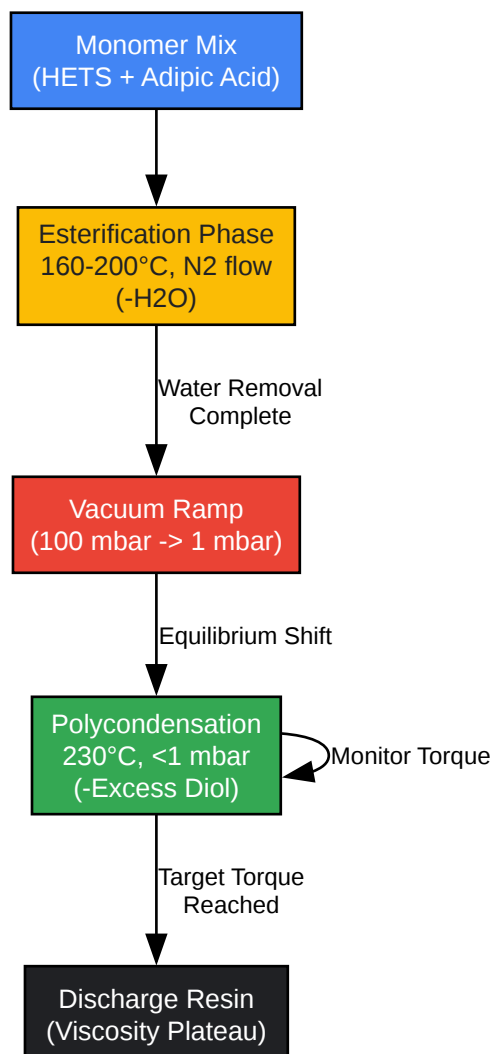 Monomer Mix
(HETS + Adipic Acid)
Esterification Phase
160-200°C, N2 flow
(-H2O)
Water Removal
Complete
Vacuum Ramp
(100 mbar -> 1 mbar)
Equilibrium Shift
Polycondensation
230°C, <1 mbar
(-Excess Diol)
Monitor Torque
Target Torque
Reached
Discharge Resin
(Viscosity Plateau)